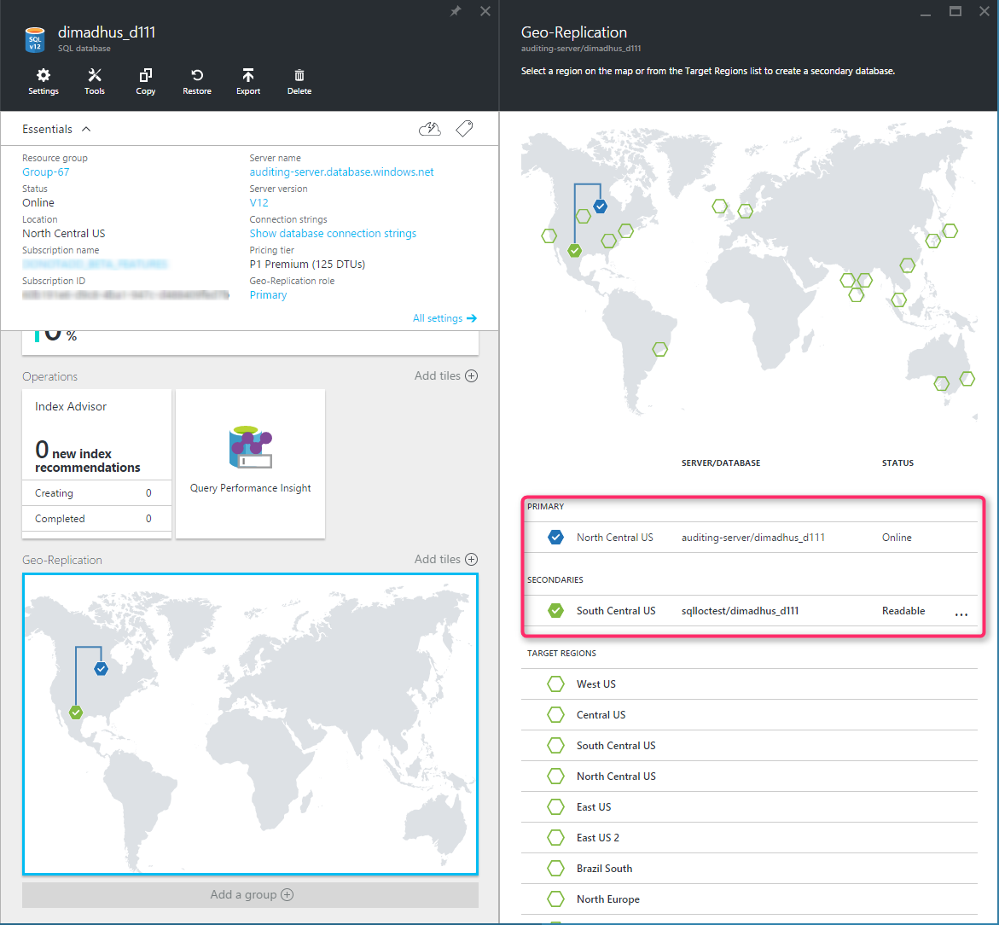 dimadhus_d111
SQL database
SQL
v12
Settings
Tools
Copy
Restore
Export
Delete
Essentials
Resource group
Group-67
Status
Online
Location
North Central US
Subscription name
Subscription ID
Server name
auditing-server.database.windows.net
Server version
V12
Connection strings
Show database connection strings
Pricing tier
P1 Premium (125 DTUs)
Geo-Replication role
Primary
All settings
%
Operations
Add tiles
Index Advisor
0 new index
recommendations
Creating 0
Completed 0
Query Performance Insight
Geo-Replication
Add tiles
Add a group
Geo-Replication
auditing-server/dimadhus_d111
Select a region on the map or from the Target Regions list to create a secondary database.
SERVER/DATABASE STATUS
PRIMARY
North Central US auditing-server/dimadhus_d111 Online
SECONDARIES
South Central US sqlloctest/dimadhus_d111 Readable ...
TARGET REGIONS
West US
Central US
South Central US
North Central US
East US
East US 2
Brazil South
North Europe